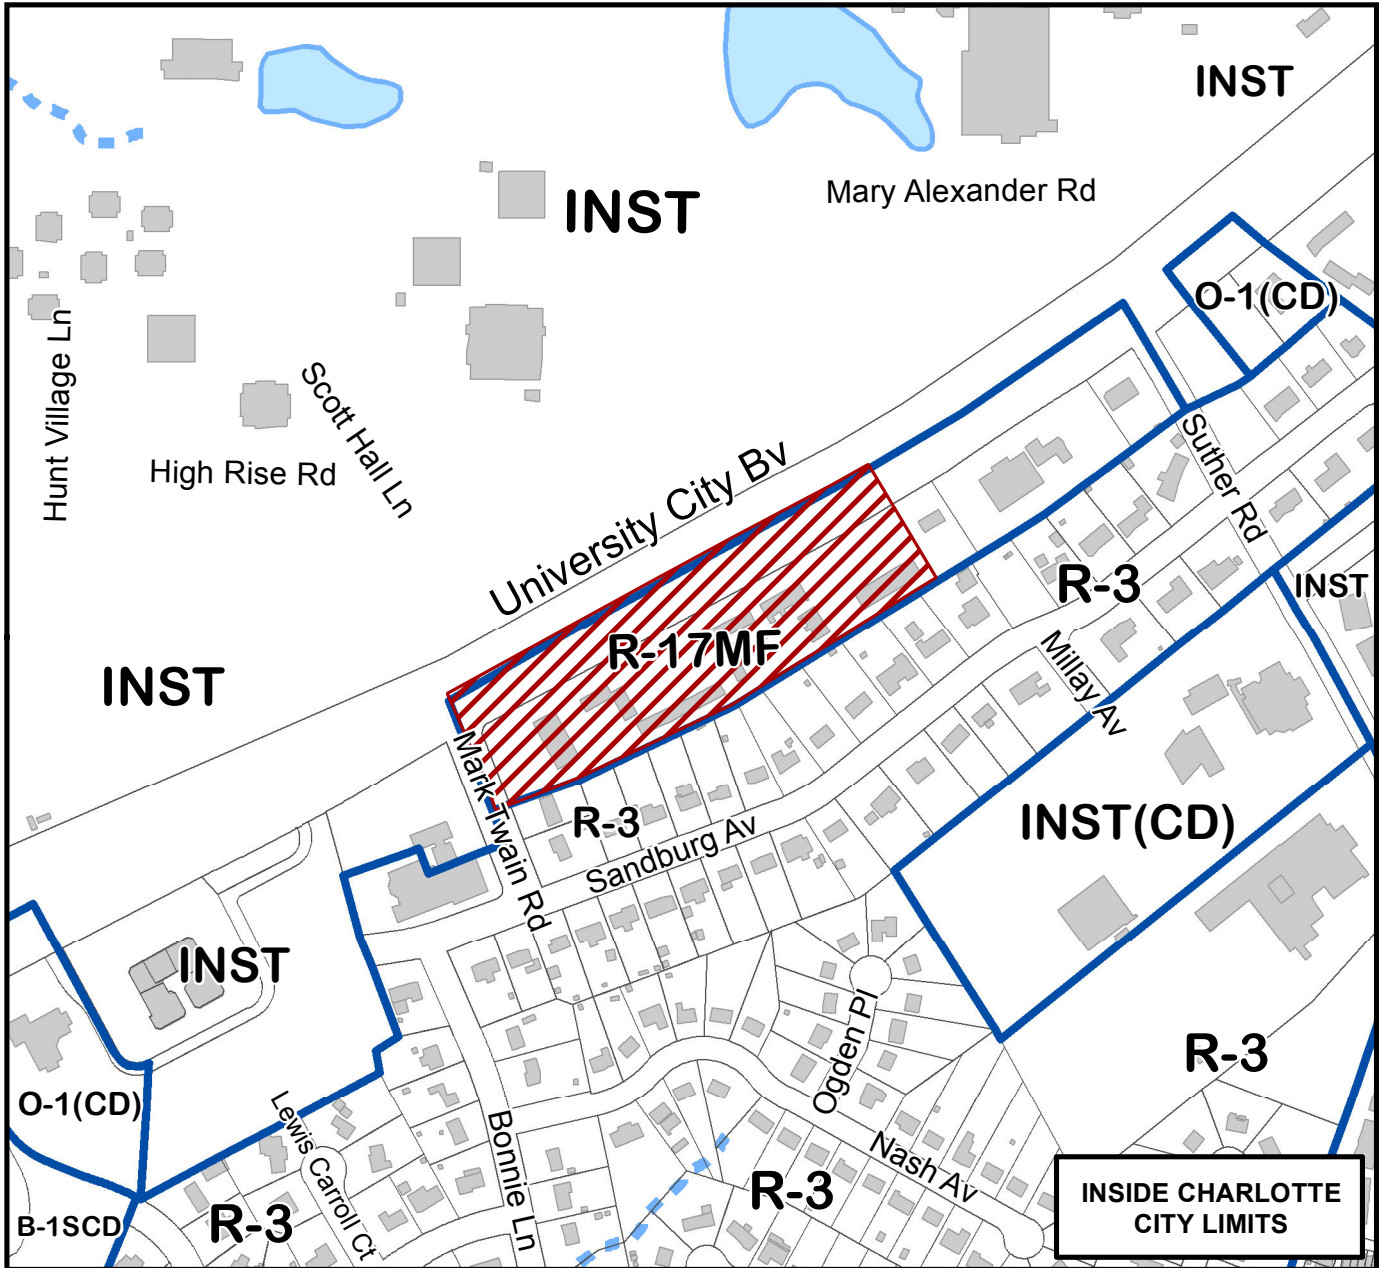 INST
Mary Alexander Rd
INST
O-1(CD)
Hunt Village Ln
Scott Hall Ln
High Rise Rd
University City Bv
Suther Rd
R-3
INST
R-17MF
Millay Av
INST
Mark Twain Rd
R-3
INST(CD)
Sandburg Av
INST
Ogden Pl
R-3
O-1(CD)
Lewis Carroll Ct
Bonnie Ln
Nash Av
R-3
B-1SCD
R-3
INSIDE CHARLOTTE
CITY LIMITS